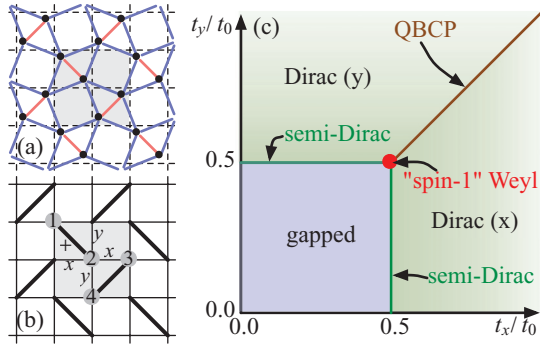 (a)
1
y
+
2
x
3
x
y
4
(b)
t_y/t_0
(c)
QBCP
Dirac (y)
semi-Dirac
0.5
"spin-1" Weyl
Dirac (x)
gapped
semi-Dirac
0.0
0.0
0.5
t_x/t_0